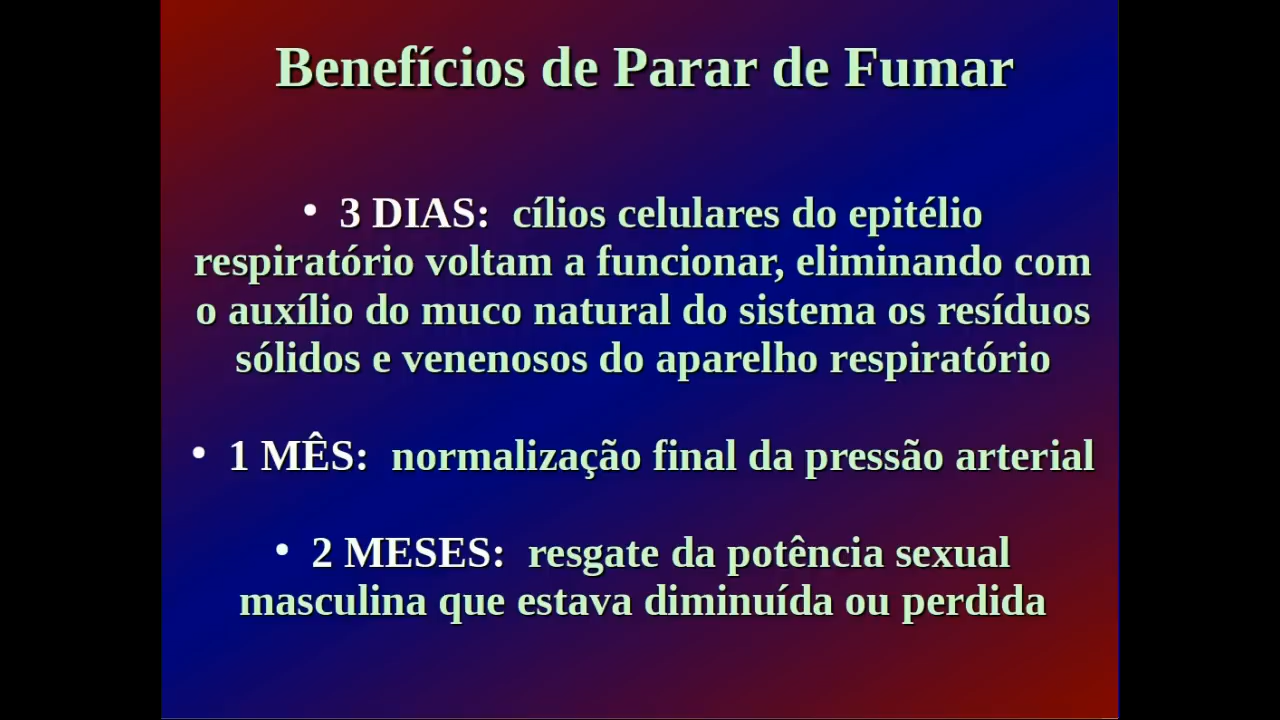 Benefícios de Parar de Fumar
• 3 DIAS: cílios celulares do epitélio
respiratório voltam a funcionar, eliminando com
o auxílio do muco natural do sistema os resíduos
sólidos e venenosos do aparelho respiratório
• 1 MÊS: normalização final da pressão arterial
• 2 MESES: resgate da potência sexual
masculina que estava diminuída ou perdida